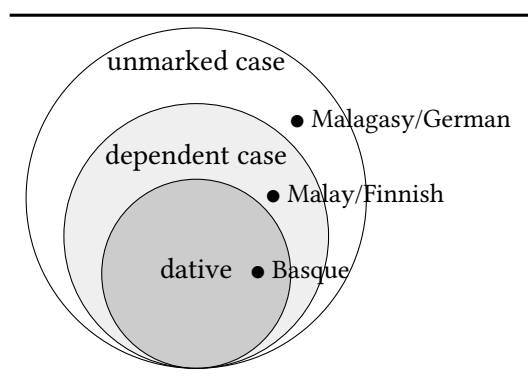 unmarked case
● Malagasy/German
dependent case
● Malay/Finnish
dative ● Basque